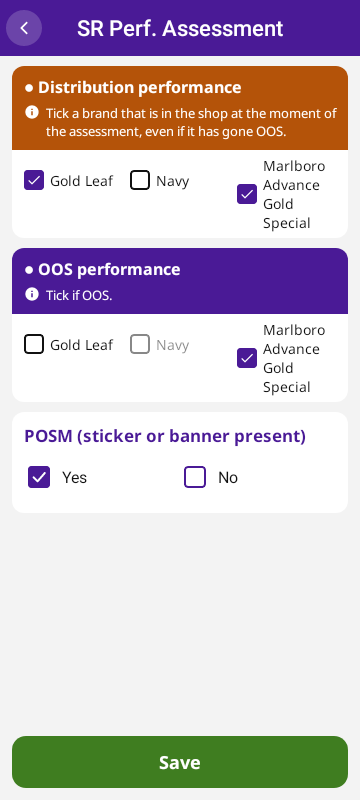 SR Perf. Assessment
● Distribution performance
Tick a brand that is in the shop at the moment of
the assessment, even if it has gone OOS.
Gold Leaf
Navy
Marlboro
Advance
Gold
Special
● OOS performance
Tick if OOS.
Gold Leaf
Navy
Marlboro
Advance
Gold
Special
POSM (sticker or banner present)
Yes
No
Save